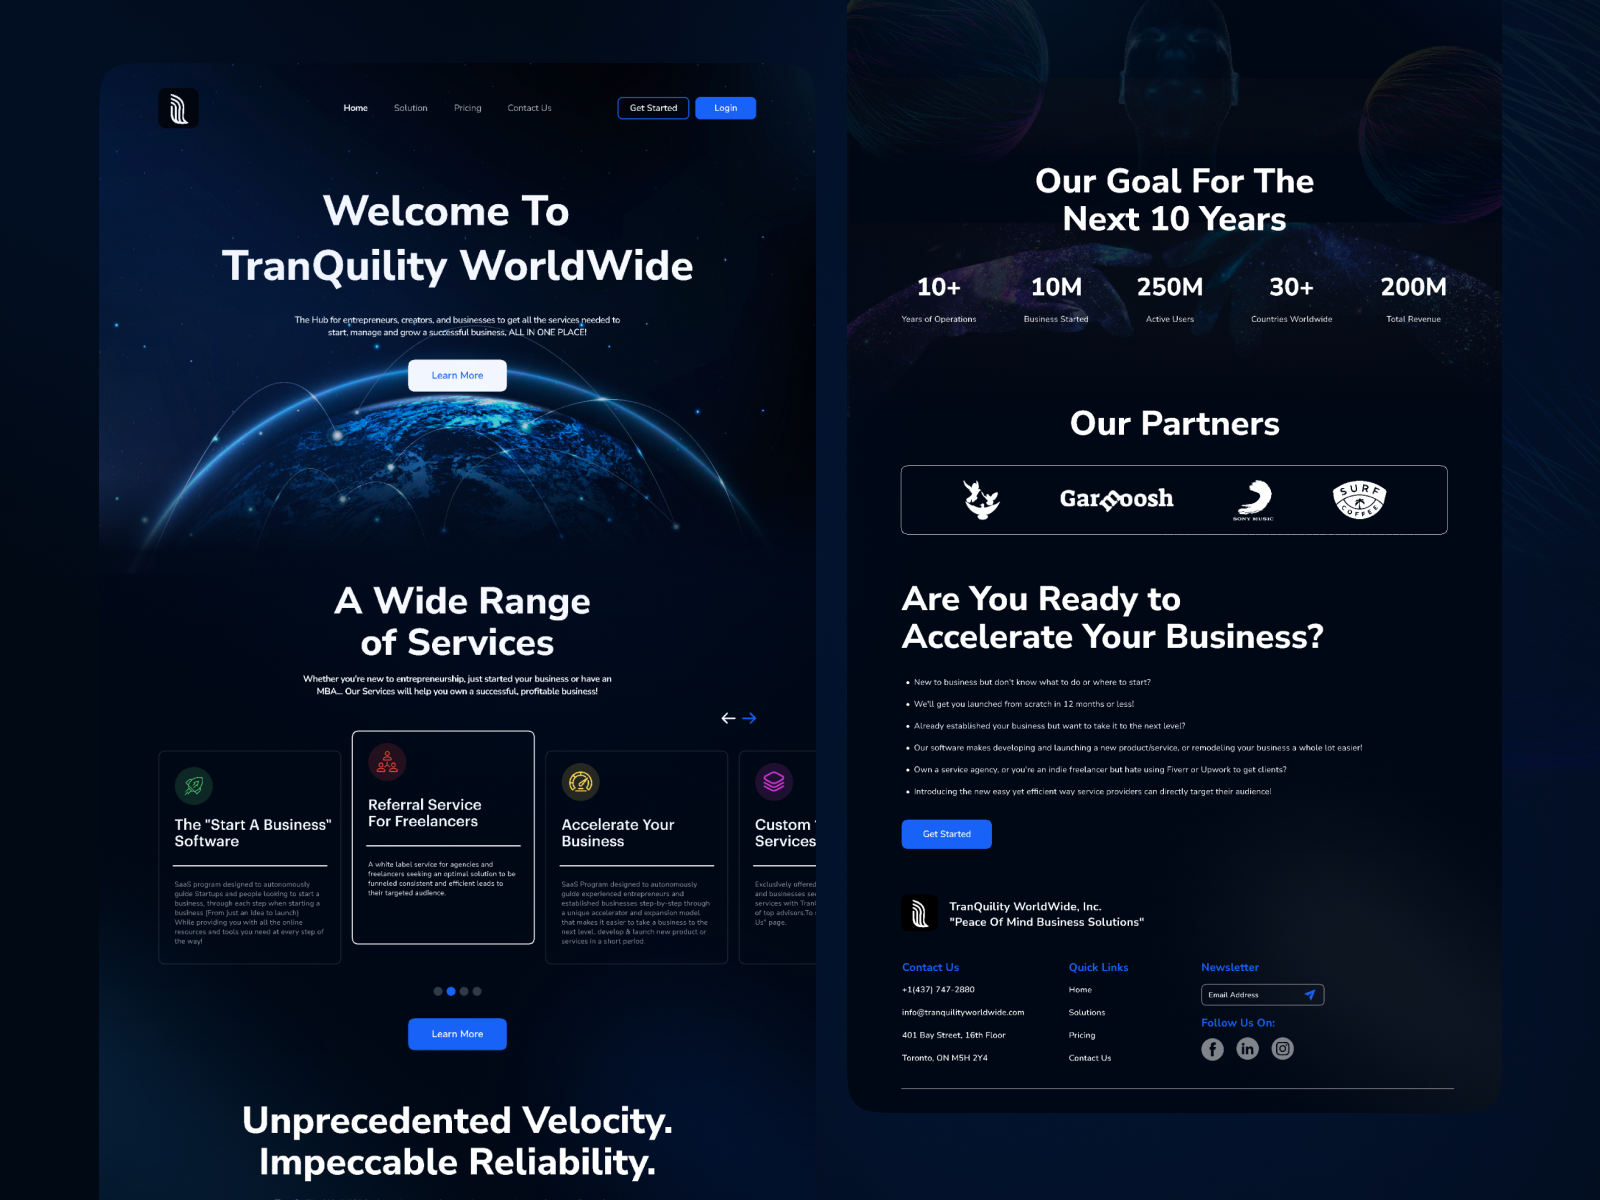 Home
Solution
Pricing
Contact Us
Get Started
Login
Welcome To
TranQuility WorldWide
The Hub for entrepreneurs, creators, and businesses to get all the services needed to
start, manage and grow a successful business, ALL IN ONE PLACE!
Learn More
A Wide Range
of Services
Whether you're new to entrepreneurship, just started your business or have an
MBA... Our Services will help you own a successful, profitable business!
The "Start A Business"
Software
SaaS program designed to autonomously
guide Startups and people looking to start a
business, through each step when starting a
business (From just an Idea to launch)
While providing you with all the online
resources and tools you need at every step of
the way!
Referral Service
For Freelancers
A white label service for agencies and
freelancers seeking an optimal solution to be
funneled consistent and efficient leads to
their targeted audience.
Accelerate Your
Business
SaaS Program designed to autonomously
guide experienced entrepreneurs and
established businesses step-by-step through
a unique accelerator and expansion model
that makes it easier to take a business to the
next level, develop & launch new product or
services in a short period.
Custom
Services
Exclusively offered
and businesses
services with
of top advisors.To
Us" page.
Learn More
Unprecedented Velocity.
Impeccable Reliability.
Our Goal For The
Next 10 Years
10+
Years of Operations
10M
Business Started
250M
Active Users
30+
Countries Worldwide
200M
Total Revenue
Our Partners
Garghoosh
SONY MUSIC
SURF
COFFEE
Are You Ready to
Accelerate Your Business?
• New to business but don't know what to do or where to start?
• We'll get you launched from scratch in 12 months or less!
• Already established your business but want to take it to the next level?
• Our software makes developing and launching a new product/service, or remodeling your business a whole lot easier!
• Own a service agency, or you're an indie freelancer but hate using Fiverr or Upwork to get clients?
• Introducing the new easy yet efficient way service providers can directly target their audience!
Get Started
TranQuility WorldWide, Inc.
"Peace Of Mind Business Solutions"
Contact Us
+1(437) 747-2880
info@tranquilityworldwide.com
401 Bay Street, 16th Floor
Toronto, ON M5H 2Y4
Quick Links
Home
Solutions
Pricing
Contact Us
Newsletter
Email Address
Follow Us On: